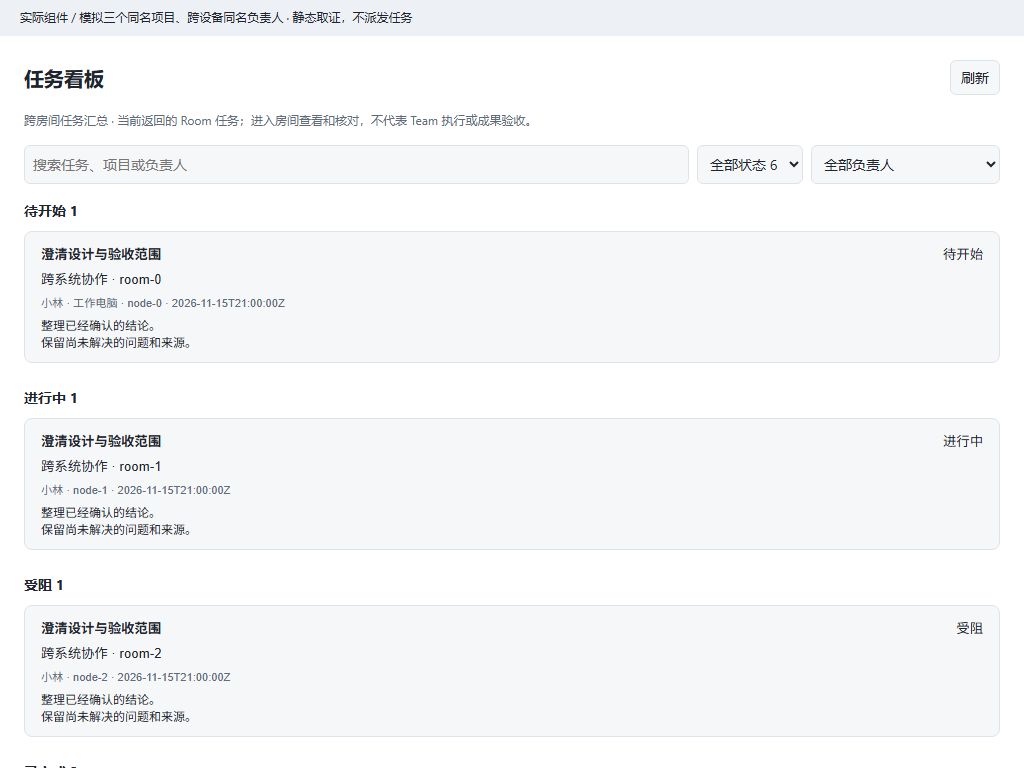 实际组件 / 模拟三个同名项目、跨设备同名负责人 · 静态取证，不派发任务
任务看板
刷新
跨房间任务汇总 · 当前返回的 Room 任务；进入房间查看和核对，不代表 Team 执行或成果验收。
搜索任务、项目或负责人
全部状态 6
全部负责人
待开始 1
澄清设计与验收范围
待开始
跨系统协作 · room-0
小林 · 工作电脑 · node-0 · 2026-11-15T21:00:00Z
整理已经确认的结论。
保留尚未解决的问题和来源。
进行中 1
澄清设计与验收范围
进行中
跨系统协作 · room-1
小林 · node-1 · 2026-11-15T21:00:00Z
整理已经确认的结论。
保留尚未解决的问题和来源。
受阻 1
澄清设计与验收范围
受阻
跨系统协作 · room-2
小林 · node-2 · 2026-11-15T21:00:00Z
整理已经确认的结论。
保留尚未解决的问题和来源。